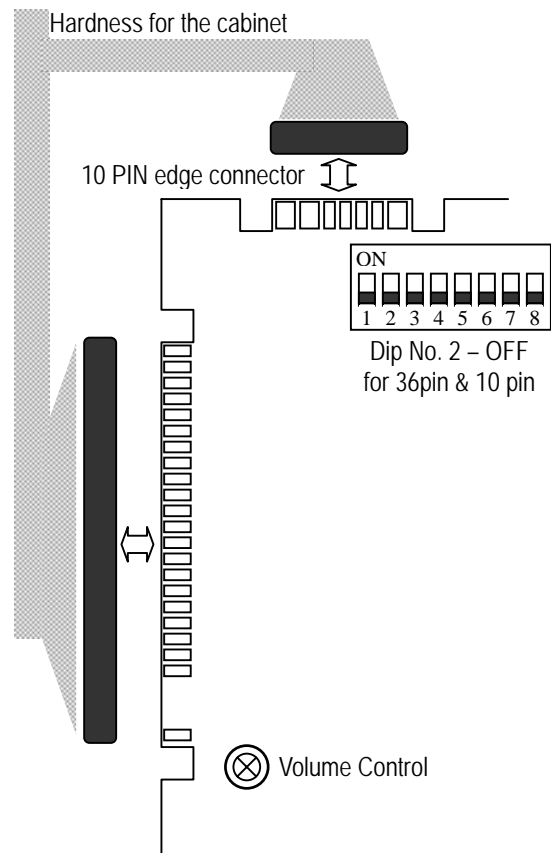 Hardness for the cabinet
10 PIN edge connector
ON
1 2 3 4 5 6 7 8
Dip No. 2 – OFF
for 36pin & 10 pin
Volume Control